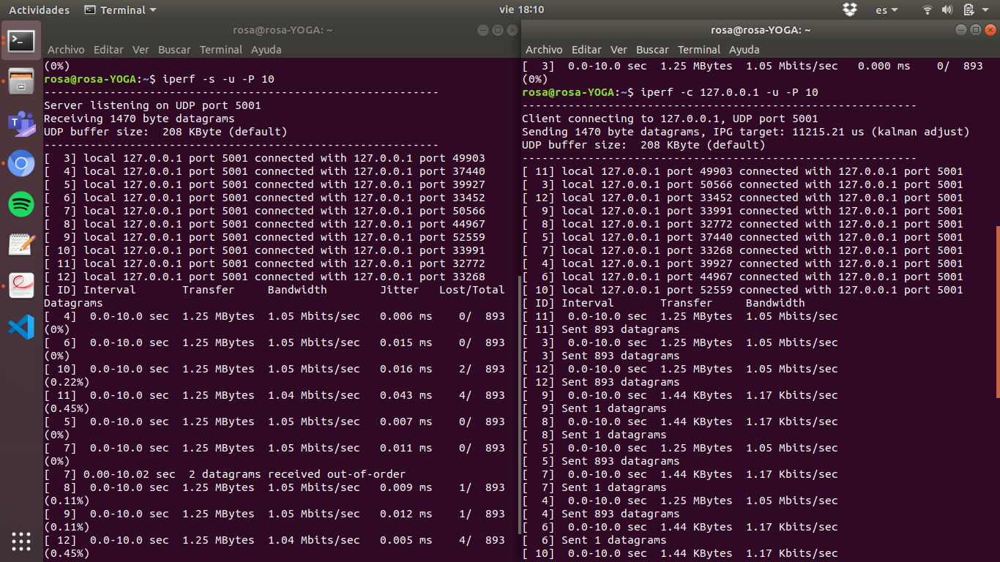 Actividades Terminal vie 18:10 es
rosa@rosa-YOGA: ~
Archivo Editar Ver Buscar Terminal Ayuda
(0%)
rosa@rosa-YOGA:~$ iperf -s -u -P 10
------------------------------------------------------------
Server listening on UDP port 5001
Receiving 1470 byte datagrams
UDP buffer size:  208 KByte (default)
------------------------------------------------------------
[  3] local 127.0.0.1 port 5001 connected with 127.0.0.1 port 49903
[  4] local 127.0.0.1 port 5001 connected with 127.0.0.1 port 37440
[  5] local 127.0.0.1 port 5001 connected with 127.0.0.1 port 39927
[  6] local 127.0.0.1 port 5001 connected with 127.0.0.1 port 33452
[  7] local 127.0.0.1 port 5001 connected with 127.0.0.1 port 50566
[  8] local 127.0.0.1 port 5001 connected with 127.0.0.1 port 44967
[  9] local 127.0.0.1 port 5001 connected with 127.0.0.1 port 52559
[ 10] local 127.0.0.1 port 5001 connected with 127.0.0.1 port 33991
[ 11] local 127.0.0.1 port 5001 connected with 127.0.0.1 port 32772
[ 12] local 127.0.0.1 port 5001 connected with 127.0.0.1 port 33268
[ ID] Interval       Transfer     Bandwidth        Jitter   Lost/Total
Datagrams
[  4]  0.0-10.0 sec  1.25 MBytes  1.05 Mbits/sec   0.006 ms    0/  893
(0%)
[  6]  0.0-10.0 sec  1.25 MBytes  1.05 Mbits/sec   0.015 ms    0/  893
(0%)
[ 10]  0.0-10.0 sec  1.25 MBytes  1.05 Mbits/sec   0.016 ms    2/  893
(0.22%)
[ 11]  0.0-10.0 sec  1.25 MBytes  1.04 Mbits/sec   0.043 ms    4/  893
(0.45%)
[  5]  0.0-10.0 sec  1.25 MBytes  1.05 Mbits/sec   0.007 ms    0/  893
(0%)
[  7]  0.0-10.0 sec  1.25 MBytes  1.05 Mbits/sec   0.011 ms    0/  893
(0%)
[  7] 0.00-10.02 sec  2 datagrams received out-of-order
[  8]  0.0-10.0 sec  1.25 MBytes  1.05 Mbits/sec   0.009 ms    1/  893
(0.11%)
[  9]  0.0-10.0 sec  1.25 MBytes  1.05 Mbits/sec   0.012 ms    1/  893
(0.11%)
[ 12]  0.0-10.0 sec  1.25 MBytes  1.04 Mbits/sec   0.005 ms    4/  893
(0.45%)
rosa@rosa-YOGA: ~
Archivo Editar Ver Buscar Terminal Ayuda
[  3]  0.0-10.0 sec  1.25 MBytes  1.05 Mbits/sec   0.000 ms    0/  893
(0%)
rosa@rosa-YOGA:~$ iperf -c 127.0.0.1 -u -P 10
------------------------------------------------------------
Client connecting to 127.0.0.1, UDP port 5001
Sending 1470 byte datagrams, IPG target: 11215.21 us (kalman adjust)
UDP buffer size:  208 KByte (default)
------------------------------------------------------------
[ 11] local 127.0.0.1 port 49903 connected with 127.0.0.1 port 5001
[  3] local 127.0.0.1 port 50566 connected with 127.0.0.1 port 5001
[ 12] local 127.0.0.1 port 33452 connected with 127.0.0.1 port 5001
[  9] local 127.0.0.1 port 33991 connected with 127.0.0.1 port 5001
[  8] local 127.0.0.1 port 32772 connected with 127.0.0.1 port 5001
[  5] local 127.0.0.1 port 37440 connected with 127.0.0.1 port 5001
[  7] local 127.0.0.1 port 33268 connected with 127.0.0.1 port 5001
[  4] local 127.0.0.1 port 39927 connected with 127.0.0.1 port 5001
[  6] local 127.0.0.1 port 44967 connected with 127.0.0.1 port 5001
[ 10] local 127.0.0.1 port 52559 connected with 127.0.0.1 port 5001
[ ID] Interval       Transfer     Bandwidth
[ 11]  0.0-10.0 sec  1.25 MBytes  1.05 Mbits/sec
[ 11] Sent 893 datagrams
[  3]  0.0-10.0 sec  1.25 MBytes  1.05 Mbits/sec
[  3] Sent 893 datagrams
[ 12]  0.0-10.0 sec  1.25 MBytes  1.05 Mbits/sec
[ 12] Sent 893 datagrams
[  9]  0.0-10.0 sec  1.44 KBytes  1.17 Kbits/sec
[  9] Sent 1 datagrams
[  8]  0.0-10.0 sec  1.44 KBytes  1.17 Kbits/sec
[  8] Sent 1 datagrams
[  5]  0.0-10.0 sec  1.25 MBytes  1.05 Mbits/sec
[  5] Sent 893 datagrams
[  7]  0.0-10.0 sec  1.44 KBytes  1.17 Kbits/sec
[  7] Sent 1 datagrams
[  4]  0.0-10.0 sec  1.25 MBytes  1.05 Mbits/sec
[  4] Sent 893 datagrams
[  6]  0.0-10.0 sec  1.44 KBytes  1.17 Kbits/sec
[  6] Sent 1 datagrams
[ 10]  0.0-10.0 sec  1.44 KBytes  1.17 Kbits/sec